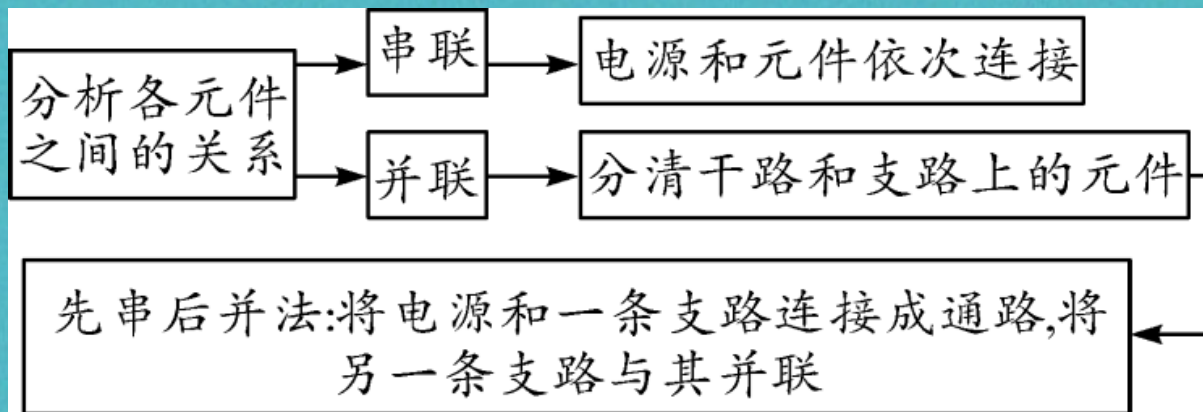 分析各元件
之间的关系
串联
电源和元件依次连接
并联
分清干路和支路上的元件
先串后并法:将电源和一条支路连接成通路,将
另一条支路与其并联